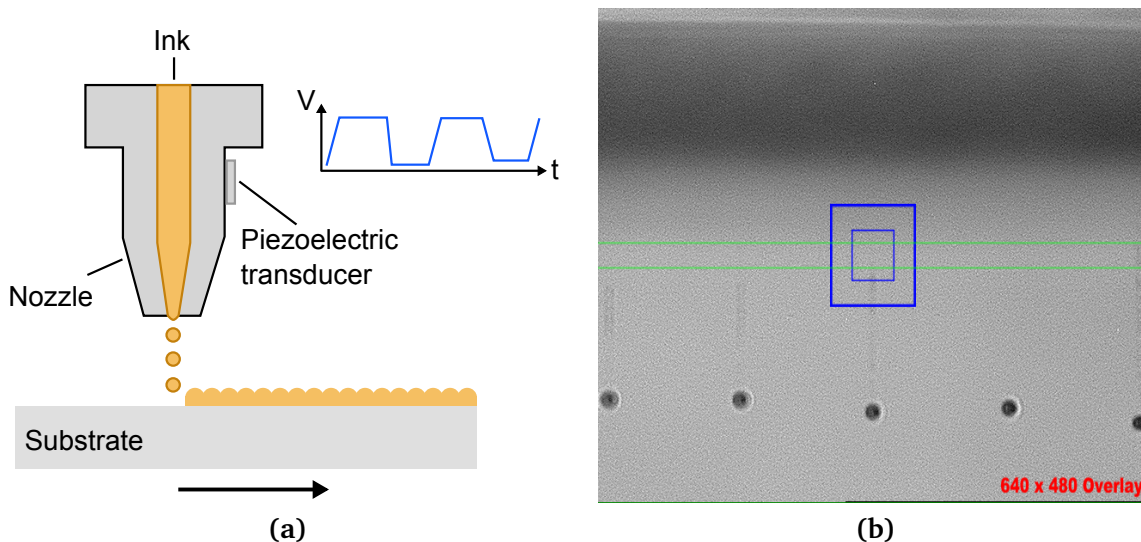 Ink
V
t
Piezoelectric
transducer
Nozzle
Substrate
640 x 480 Overlay
(a)
(b)